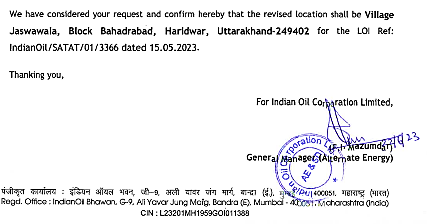 We have considered your request and confirm hereby that the revised location shall be Village
Jaswawala, Block Bahadrabad, Haridwar, Uttarakhand-249402 for the LOI Ref:
IndianOil/SATAT/01/3366 dated 15.05.2023.
Thanking you,
For Indian Oil Corporation Limited,
Mazumdar
General Manager (Alternate Energy)
पंजीकृत कार्यालय : इंडियन ऑयल भवन, जी-9, अली यावर जंग मार्ग, बान्द्रा (ई.), मुंबई 400051, महाराष्ट्र (भारत)
Regd. Office : IndianOil Bhawan, G-9, Ali Yavar Jung Marg, Bandra (E), Mumbai - 400051, Maharashtra (India)
CIN : L23201MH1959GOI011388